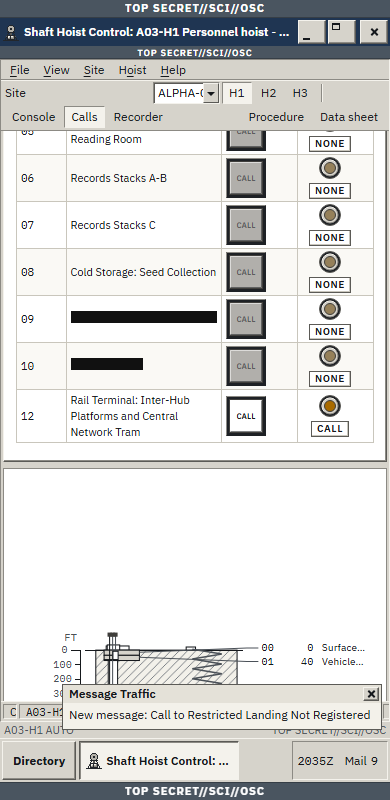 TOP SECRET//SCI//OSC
Shaft Hoist Control: A03-H1 Personnel hoist - ...
TOP SECRET//SCI//OSC
File View Site Hoist Help
Site ALPHA-0 H1 H2 H3
Console Calls Recorder Procedure Data sheet
05 Reading Room CALL NONE
06 Records Stacks A-B CALL NONE
07 Records Stacks C CALL NONE
08 Cold Storage: Seed Collection CALL NONE
09 CALL NONE
10 CALL NONE
12 Rail Terminal: Inter-Hub
Platforms and Central
Network Tram CALL CALL
FT
0 00 0 Surface...
100 01 40 Vehicle...
200
Message Traffic
New message: Call to Restricted Landing Not Registered
A03-H1 AUTO TOP SECRET//SCI//OSC
Directory Shaft Hoist Control: ... 2035Z Mail 9
TOP SECRET//SCI//OSC